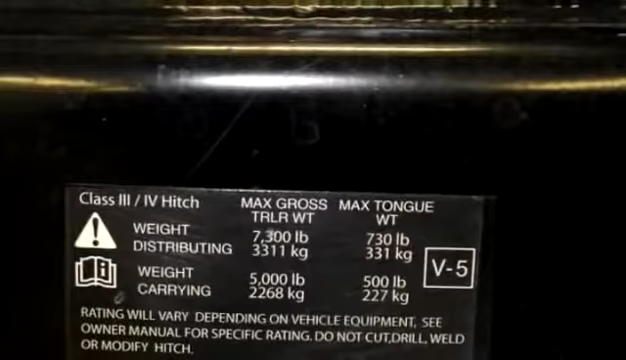 Class III / IV Hitch MAX GROSS TRLR WT MAX TONGUE WT
WEIGHT DISTRIBUTING 7,300 lb 3311 kg 730 lb 331 kg
WEIGHT CARRYING 5,000 lb 2268 kg 500 lb 227 kg
V-5
RATING WILL VARY DEPENDING ON VEHICLE EQUIPMENT, SEE
OWNER MANUAL FOR SPECIFIC RATING. DO NOT CUT,DRILL, WELD
OR MODIFY HITCH.